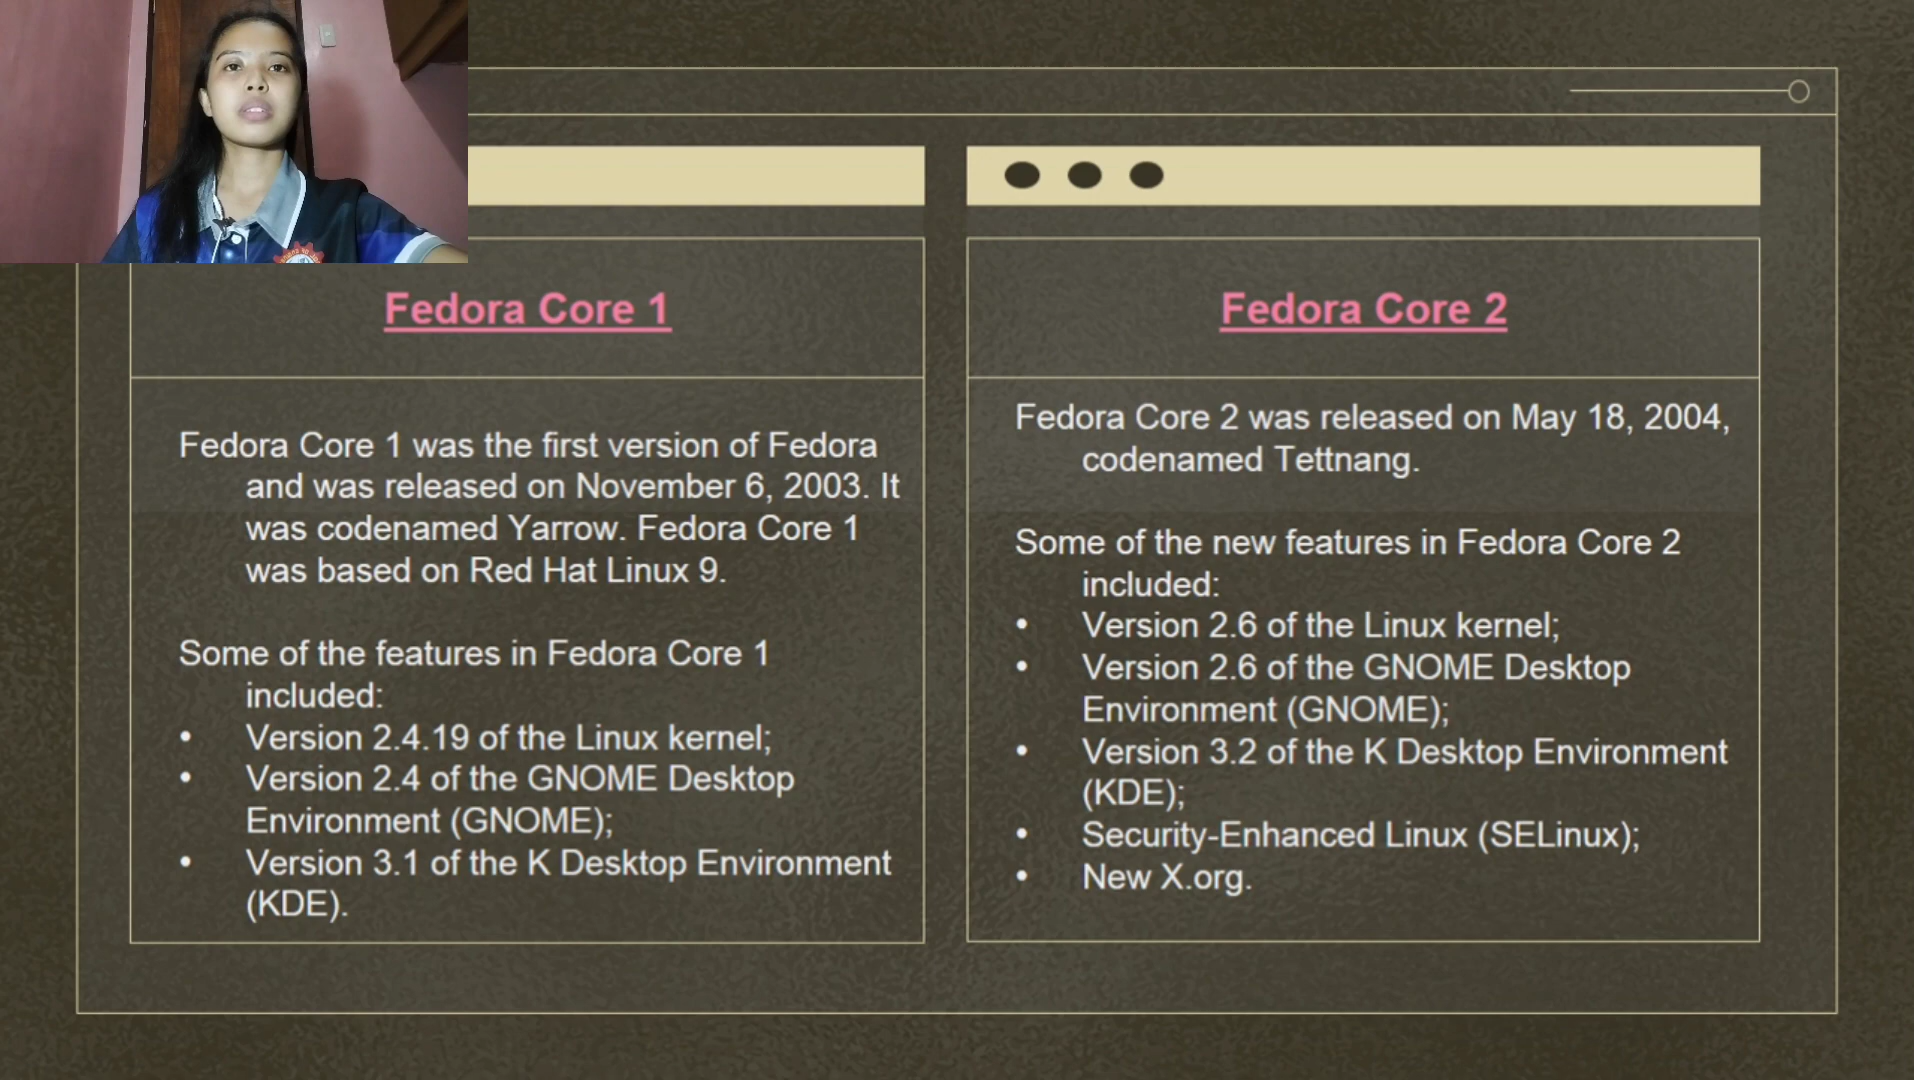 Fedora Core 1
Fedora Core 1 was the first version of Fedora
and was released on November 6, 2003. It
was codenamed Yarrow. Fedora Core 1
was based on Red Hat Linux 9.
Some of the features in Fedora Core 1
included:
• Version 2.4.19 of the Linux kernel;
• Version 2.4 of the GNOME Desktop
Environment (GNOME);
• Version 3.1 of the K Desktop Environment
(KDE).
Fedora Core 2
Fedora Core 2 was released on May 18, 2004,
codenamed Tettnang.
Some of the new features in Fedora Core 2
included:
• Version 2.6 of the Linux kernel;
• Version 2.6 of the GNOME Desktop
Environment (GNOME);
• Version 3.2 of the K Desktop Environment
(KDE);
• Security-Enhanced Linux (SELinux);
• New X.org.